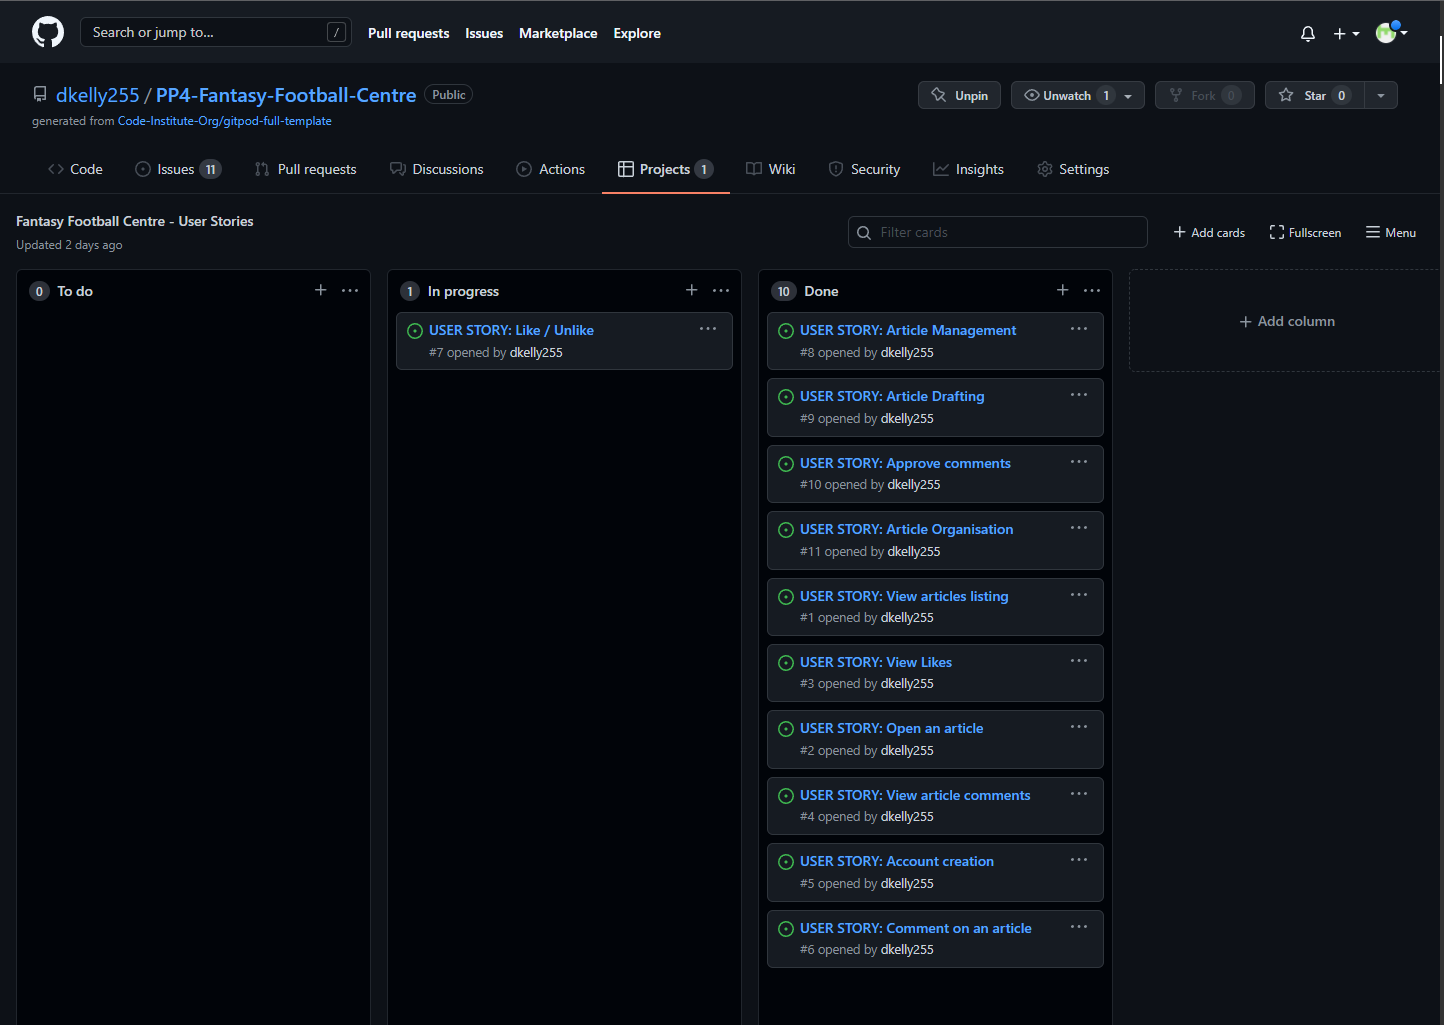 Search or jump to... /
Pull requests Issues Marketplace Explore
dkelly255 / PP4-Fantasy-Football-Centre Public
Unpin Unwatch 1 Fork 0 Star 0
generated from Code-Institute-Org/gitpod-full-template
Code Issues 11 Pull requests Discussions Actions Projects 1 Wiki Security Insights Settings
Fantasy Football Centre - User Stories
Updated 2 days ago
Filter cards
Add cards Fullscreen Menu
0 To do
1 In progress
USER STORY: Like / Unlike
#7 opened by dkelly255
10 Done
USER STORY: Article Management
#8 opened by dkelly255
USER STORY: Article Drafting
#9 opened by dkelly255
USER STORY: Approve comments
#10 opened by dkelly255
USER STORY: Article Organisation
#11 opened by dkelly255
USER STORY: View articles listing
#1 opened by dkelly255
USER STORY: View Likes
#3 opened by dkelly255
USER STORY: Open an article
#2 opened by dkelly255
USER STORY: View article comments
#4 opened by dkelly255
USER STORY: Account creation
#5 opened by dkelly255
USER STORY: Comment on an article
#6 opened by dkelly255
Add column